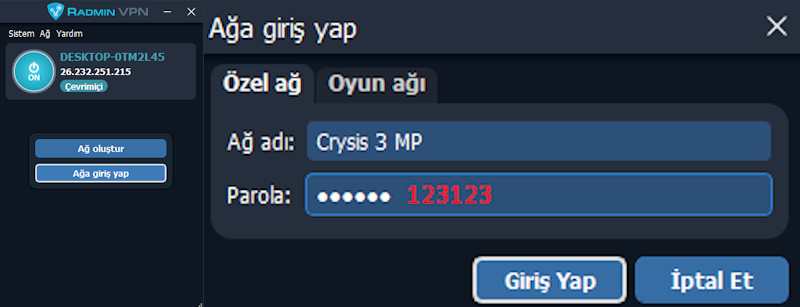 RADMIN VPN
Sistem Ağ Yardım
DESKTOP-0TM2L45
26.232.251.215
Çevrimiçi
ON
Ağ oluştur
Ağa giriş yap
Ağa giriş yap
Özel ağ Oyun ağı
Ağ adı: Crysis 3 MP
Parola: ●●●●●● 123123
Giriş Yap İptal Et